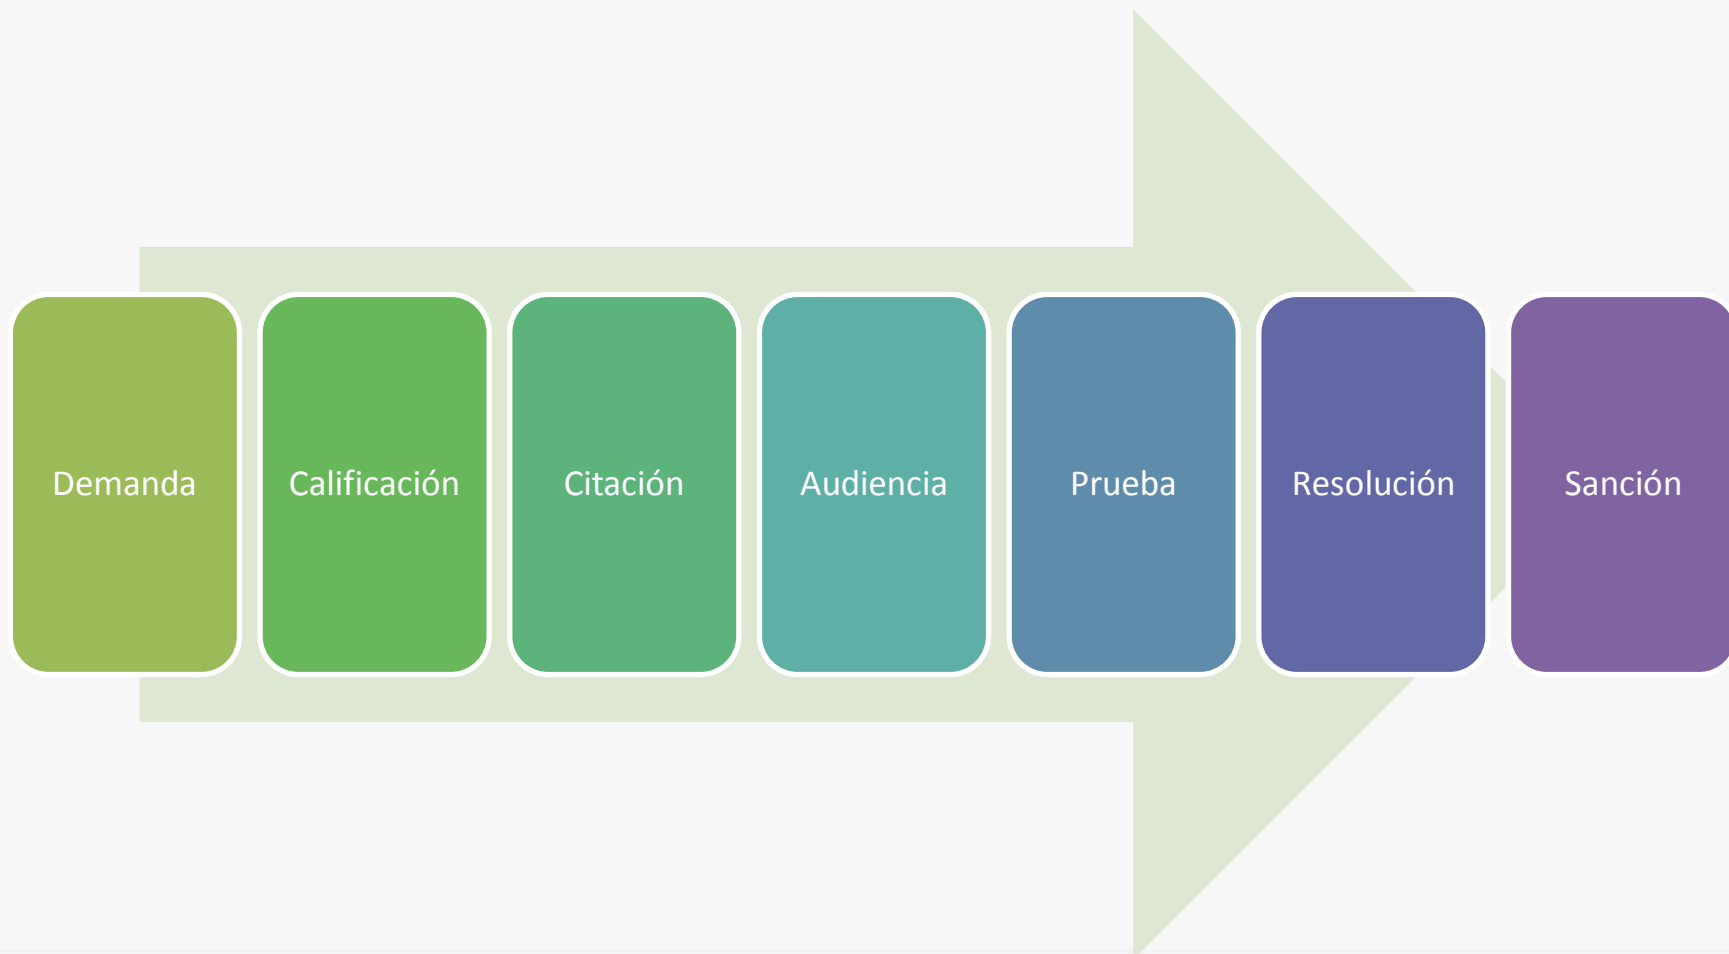 Demanda
Calificación
Citación
Audiencia
Prueba
Resolución
Sanción